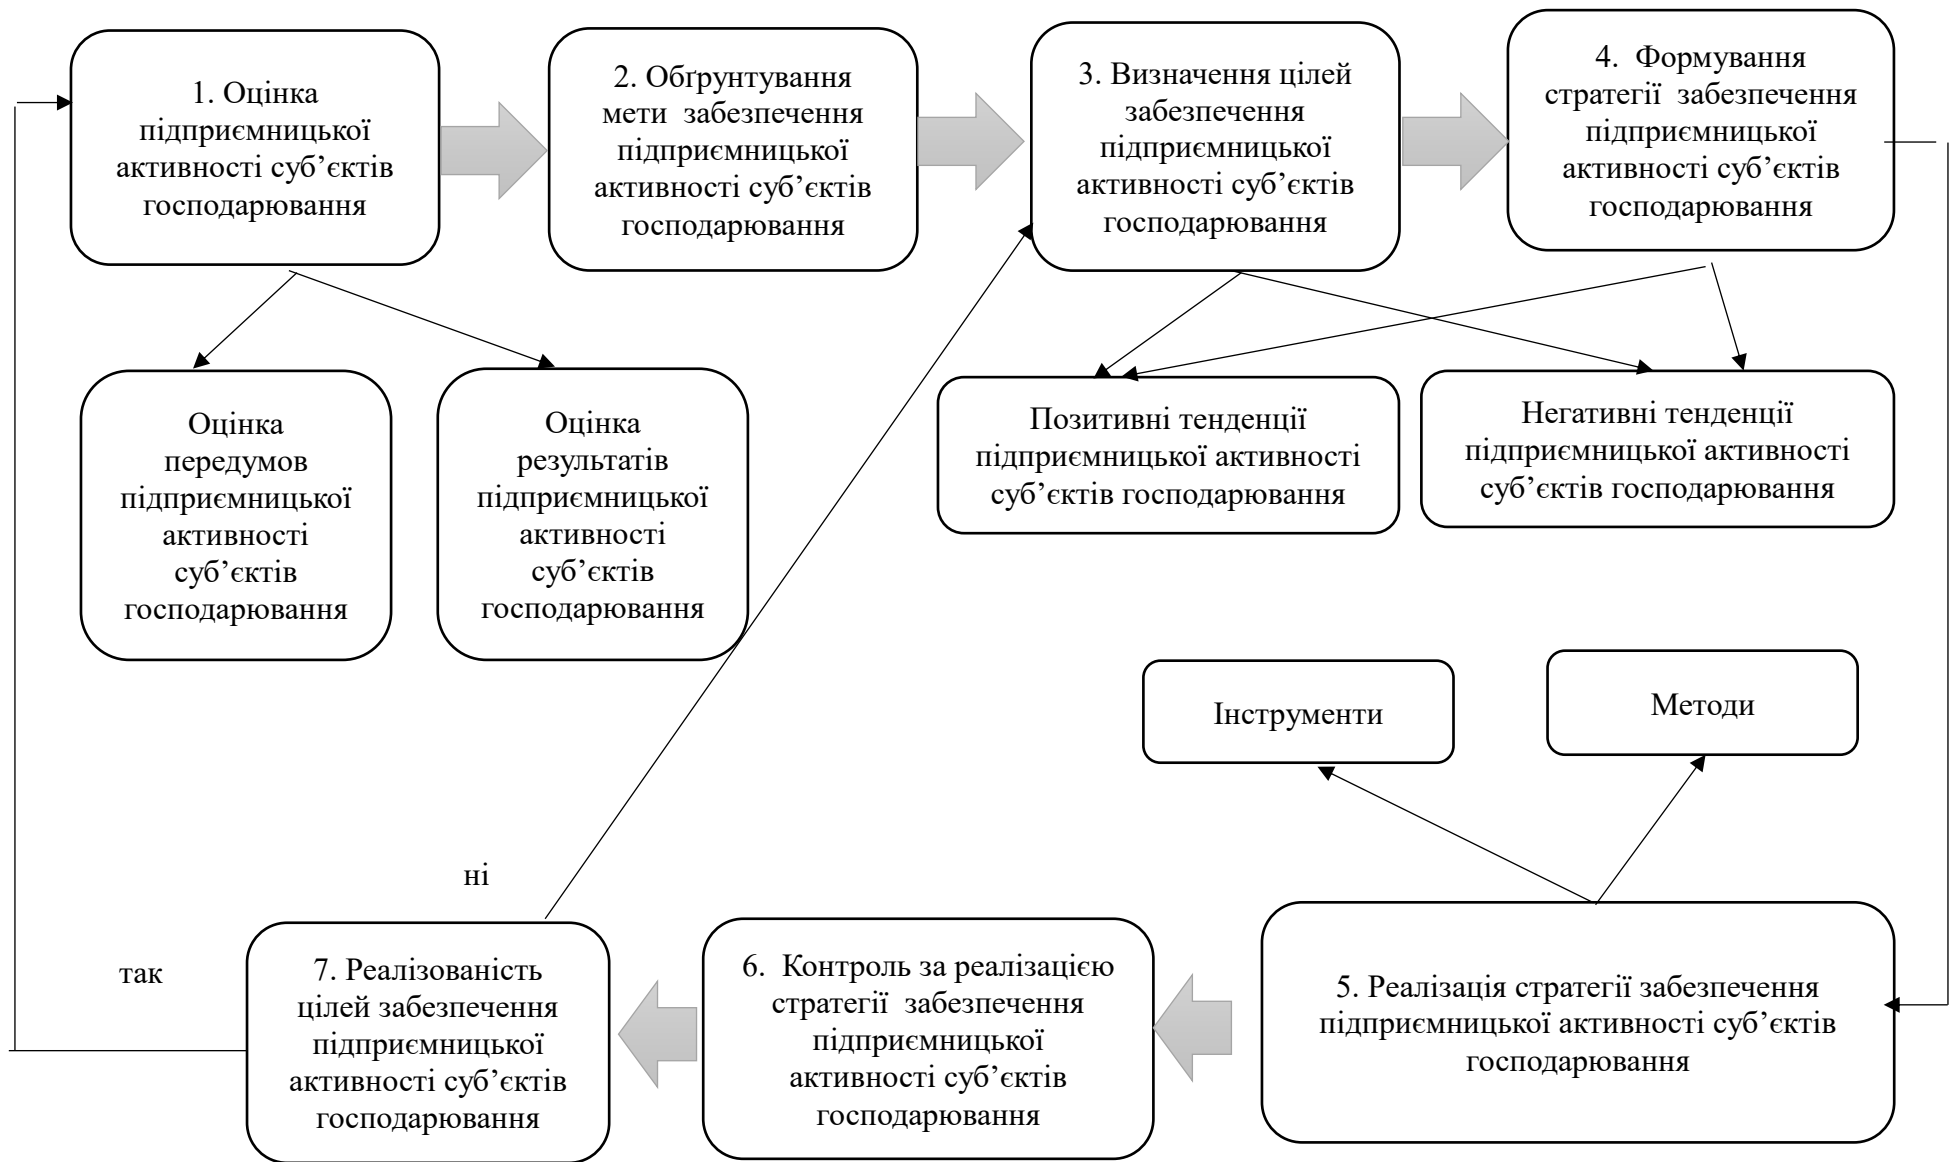 1. Оцінка
підприємницької
активності суб’єктів
господарювання
2. Обґрунтування
мети забезпечення
підприємницької
активності суб’єктів
господарювання
3. Визначення цілей
забезпечення
підприємницької
активності суб’єктів
господарювання
4. Формування
стратегії забезпечення
підприємницької
активності суб’єктів
господарювання
Оцінка
передумов
підприємницької
активності
суб’єктів
господарювання
Оцінка
результатів
підприємницької
активності
суб’єктів
господарювання
Позитивні тенденції
підприємницької активності
суб’єктів господарювання
Негативні тенденції
підприємницької активності
суб’єктів господарювання
Інструменти
Методи
ні
так
7. Реалізованість
цілей забезпечення
підприємницької
активності суб’єктів
господарювання
6. Контроль за реалізацією
стратегії забезпечення
підприємницької
активності суб’єктів
господарювання
5. Реалізація стратегії забезпечення
підприємницької активності суб’єктів
господарювання